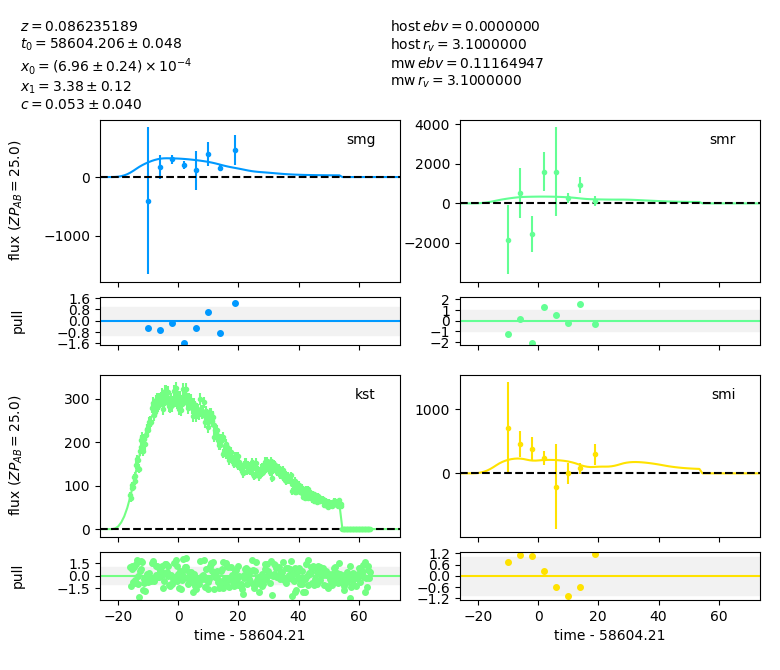 z = 0.086235189
t₀ = 58604.206 ± 0.048
x₀ = (6.96 ± 0.24) × 10⁻⁴
x₁ = 3.38 ± 0.12
c = 0.053 ± 0.040
host ebv = 0.0000000
host r_v = 3.1000000
mw ebv = 0.11164947
mw r_v = 3.1000000
flux (ZP_AB = 25.0)
0
−1000
smg
4000
2000
0
−2000
smr
pull
1.6
0.8
0.0
−0.8
−1.6
2
1
0
−1
−2
flux (ZP_AB = 25.0)
300
200
100
0
kst
1000
0
smi
pull
1.5
0.0
−1.5
−20 0 20 40 60
time - 58604.21
1.2
0.6
0.0
−0.6
−1.2
−20 0 20 40 60
time - 58604.21